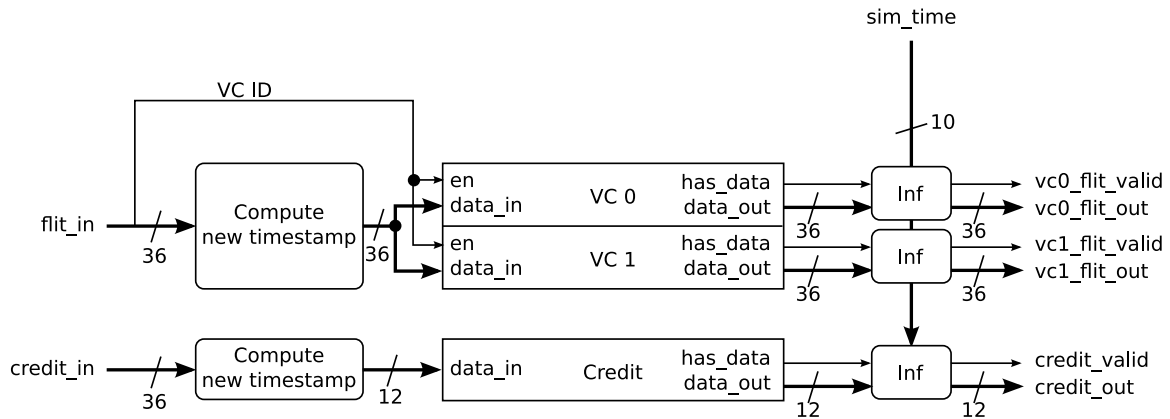 sim_time
VC ID
10
flit_in
36
Compute
new timestamp
36
en
data_in
VC 0
has_data
data_out
36
Inf
36
vc0_flit_valid
vc0_flit_out
en
data_in
VC 1
has_data
data_out
36
Inf
36
vc1_flit_valid
vc1_flit_out
credit_in
36
Compute
new timestamp
12
data_in
Credit
has_data
data_out
12
Inf
12
credit_valid
credit_out